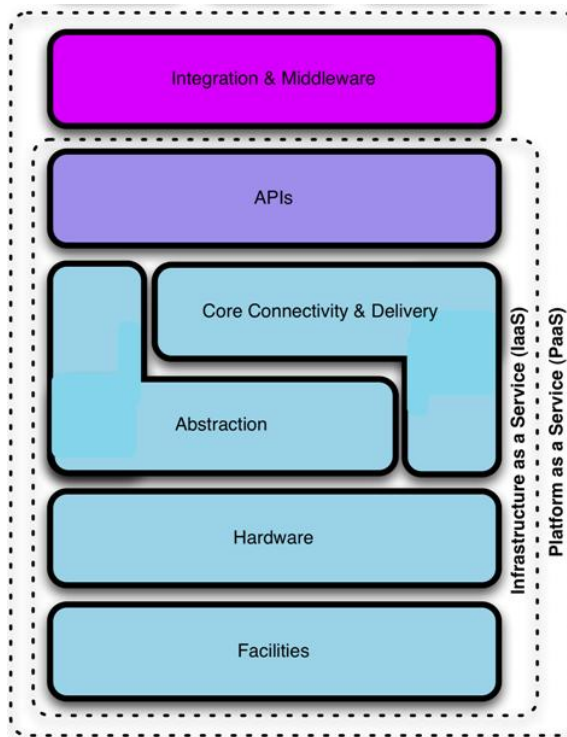 Integration & Middleware
APIs
Core Connectivity & Delivery
Abstraction
Hardware
Facilities
Infrastructure as a Service (IaaS)
Platform as a Service (PaaS)